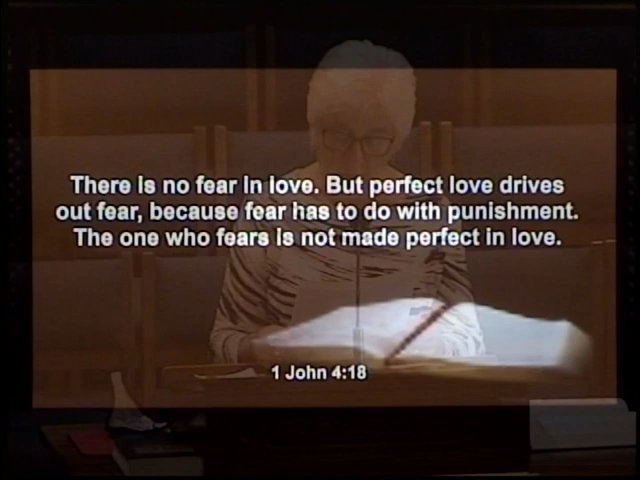 There is no fear in love. But perfect love drives
out fear, because fear has to do with punishment.
The one who fears is not made perfect in love.
1 John 4:18